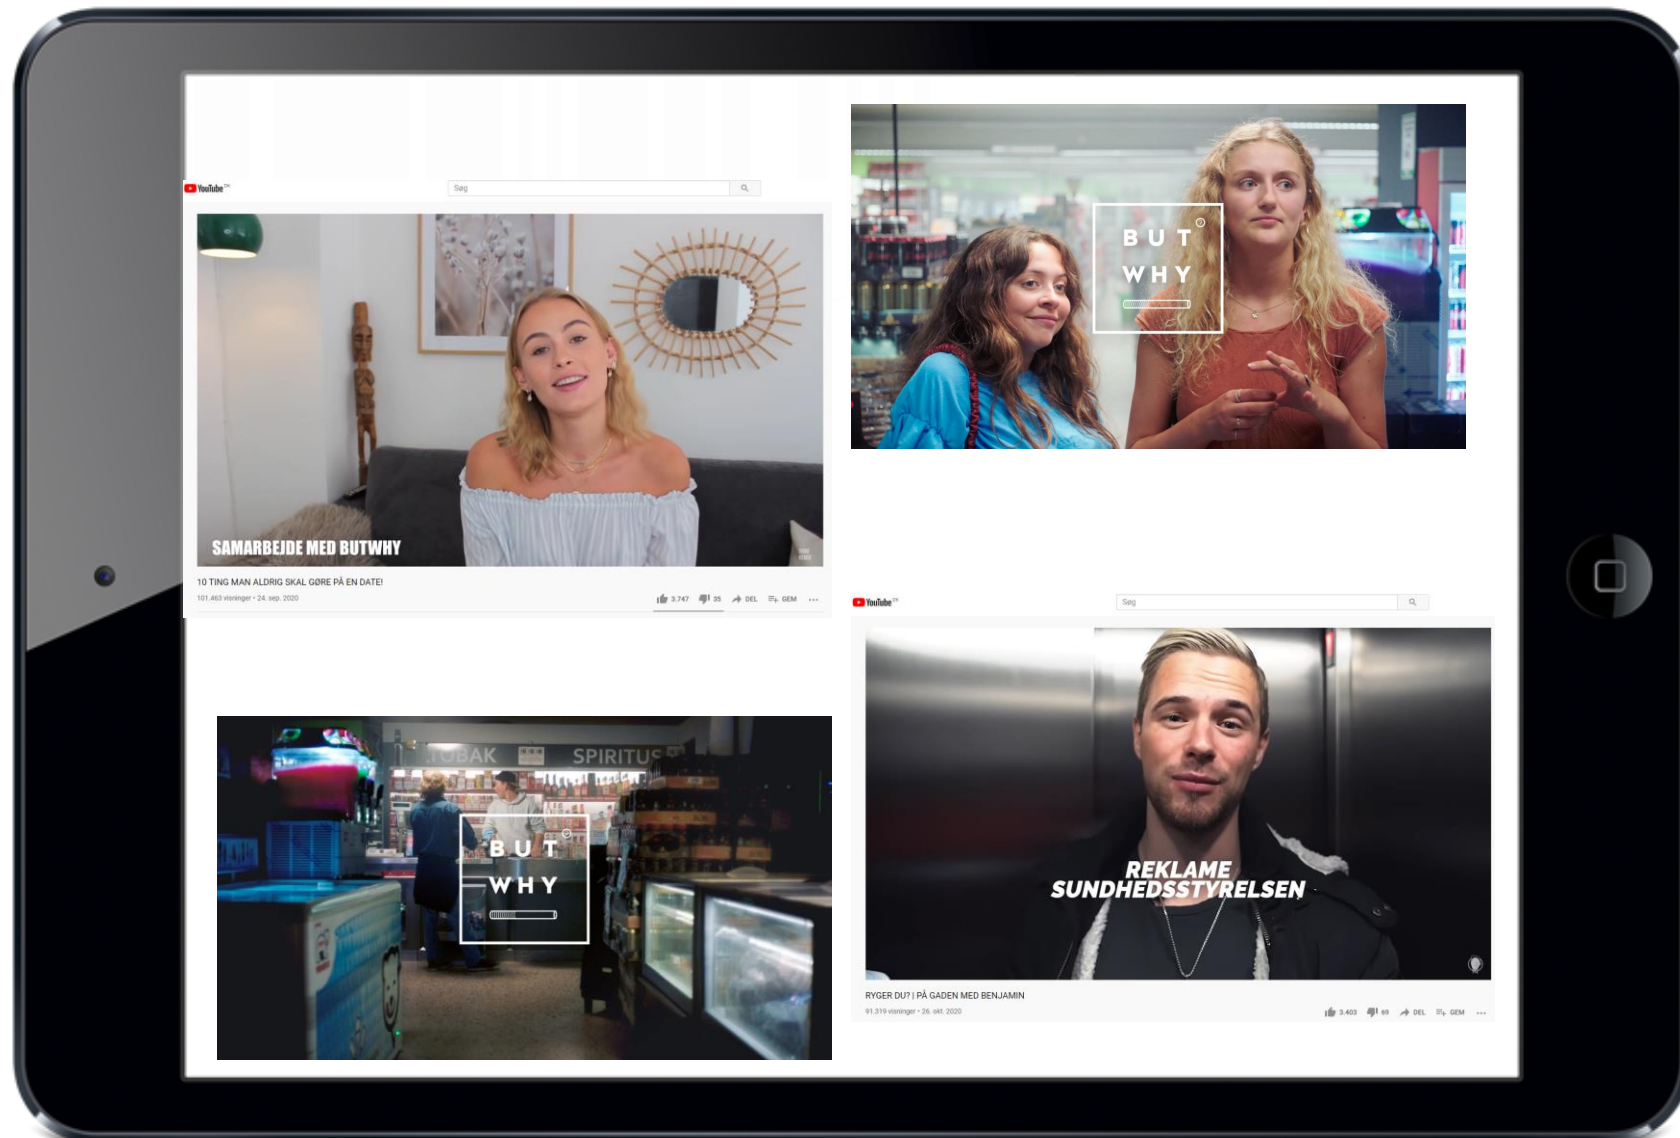 YouTube DK
Søg
SAMARBEJDE MED BUTWHY
10 TING MAN ALDRIG SKAL GØRE PÅ EN DATE!
101.463 visninger • 24. sep. 2020
3.747 35 DEL GEM
BUT?
WHY
YouTube DK
Søg
REKLAME
SUNDHEDSSTYRELSEN
RYGER DU? | PÅ GADEN MED BENJAMIN
91.319 visninger • 26. okt. 2020
3.403 69 DEL GEM
TOBAK SPIRITUS
BUT?
WHY